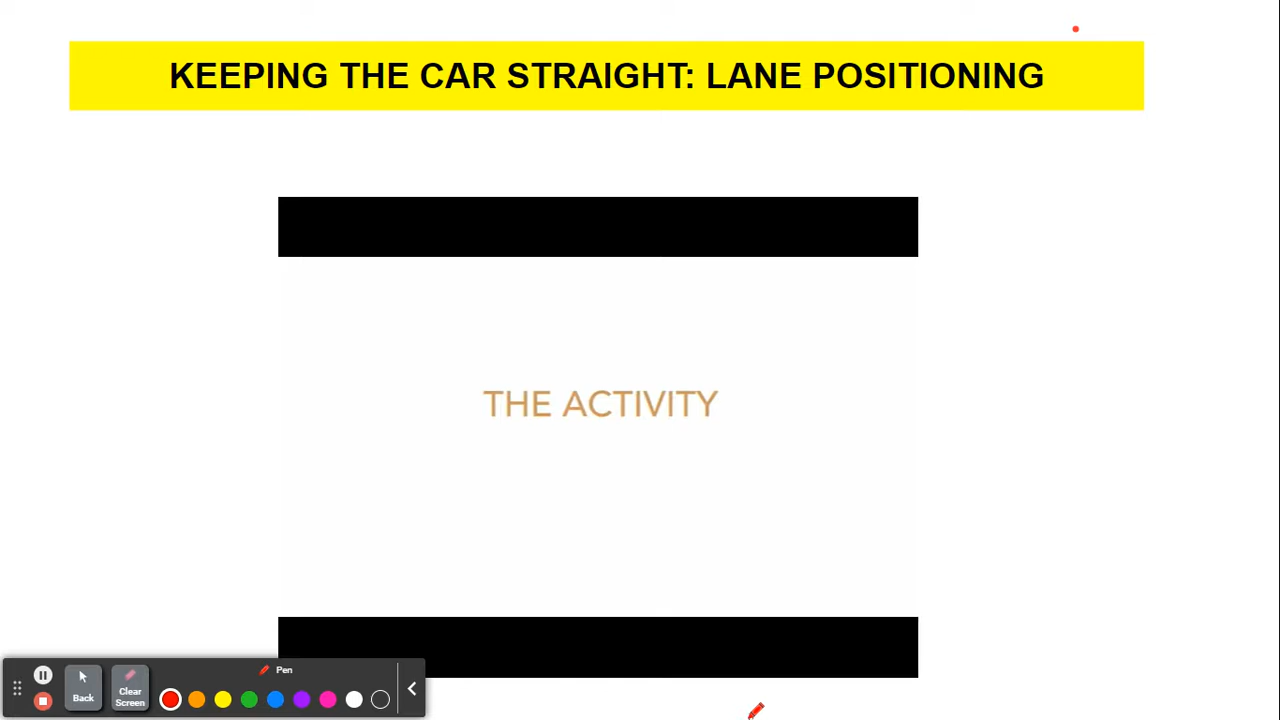 KEEPING THE CAR STRAIGHT: LANE POSITIONING
THE ACTIVITY
Pen
Back
Clear
Screen